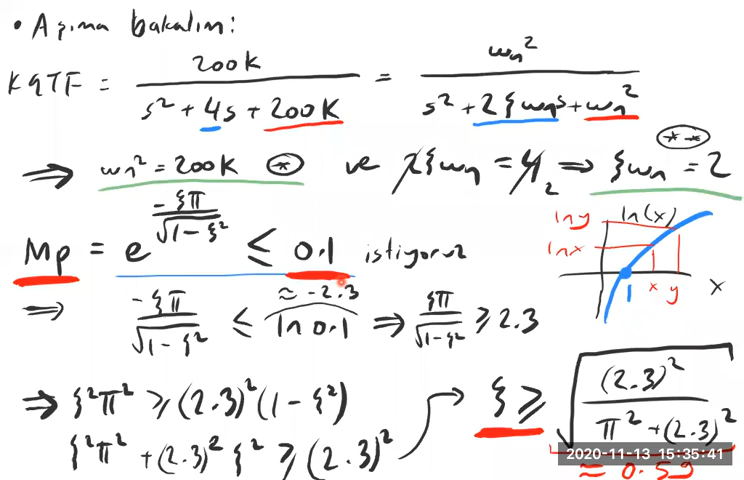 • Aşıma bakalım:
KGTF = 200K / (s² + 4s + 200K) = ωn² / (s² + 2ξωns + ωn²)
⇒ ωn² = 200K (*) ve 2ξωn = 4 2 ⇒ ξωn = 2 (**)
Mp = e^(-ξπ/√(1-ξ²)) ≤ 0.1 istiyoruz
lny ln(x)
lnx
1 x y x
≈ -2.3
⇒ -ξπ/√(1-ξ²) ≤ ln 0.1 ⇒ ξπ/√(1-ξ²) ≥ 2.3
⇒ ξ²π² ≥ (2.3)²(1-ξ²)
ξ²π² + (2.3)²ξ² ≥ (2.3)² → ξ ≥ √((2.3)² / (π² + (2.3)²))
2020-11-13 15:35:41
≈ 0.59